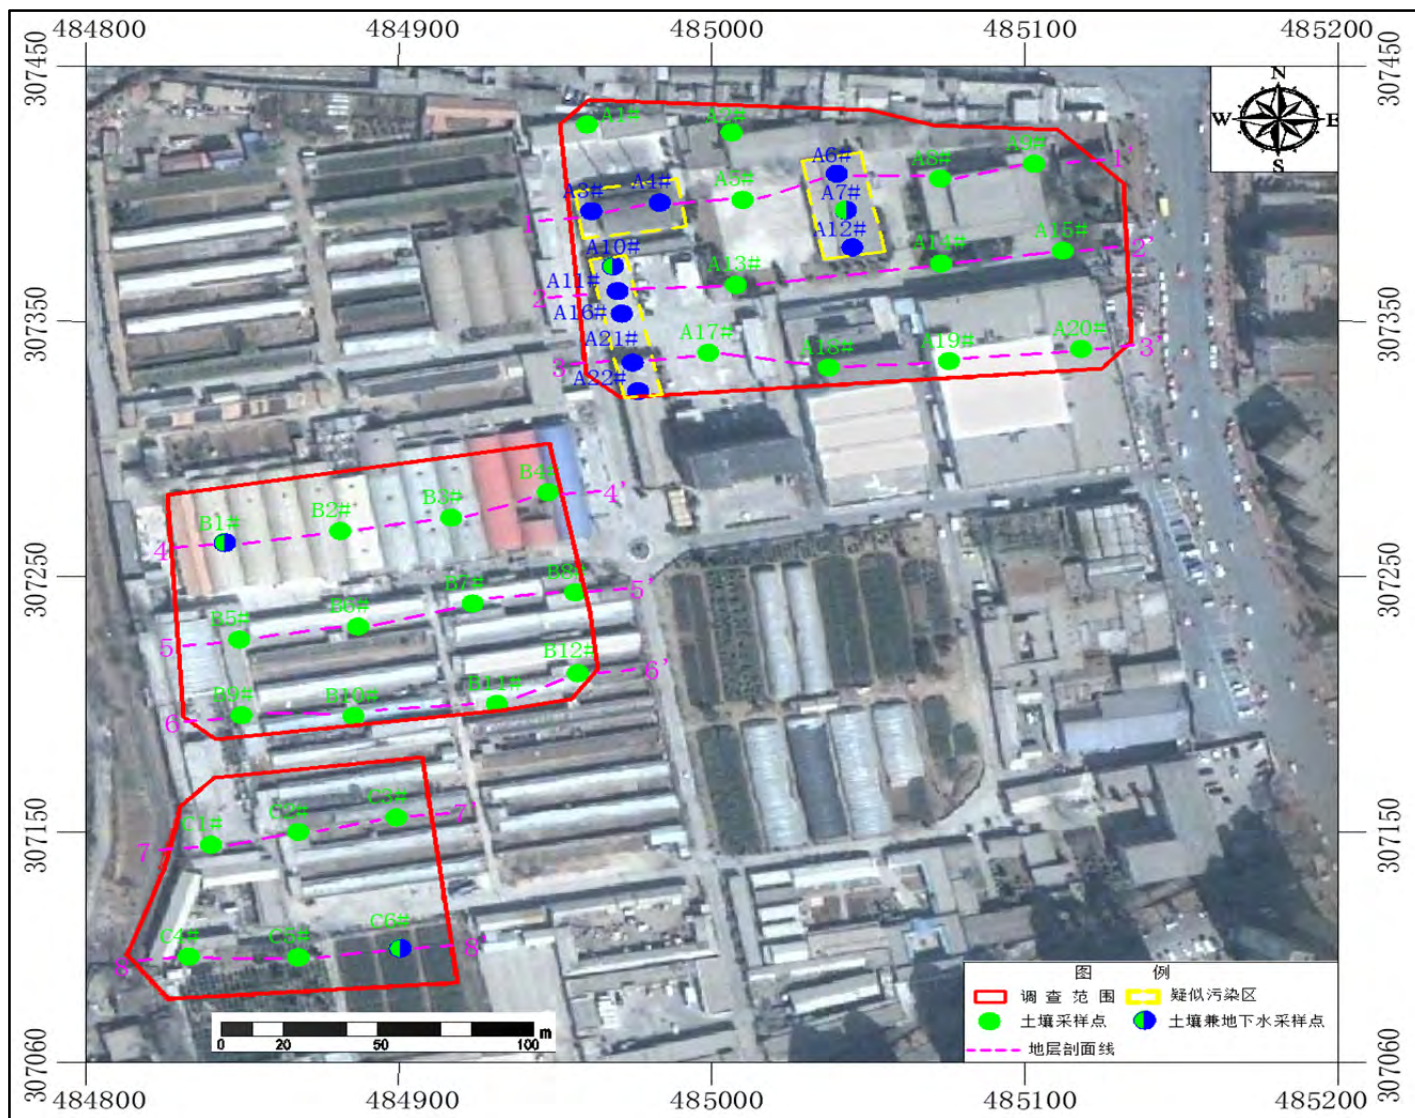 484800 484900 485000 485100 485200
307450 307450
N
W E
S
A1# A2#
A6# A8# A9# 1'
A3# A4# A5#
A7#
1 A12# A14# A15# 2'
A10#
A11# A13#
2
A16#
307350 307350
A21# A17# A18# A19# A20# 3'
3
A22#
B4# 4'
B1# B2# B3#
4
307250 307250
B5# B6# B7# B8# 5'
5
B9# B10# B11# B12# 6'
6
C1# C2# C3# 7'
7
307150 307150
C4# C5# C6# 8'
8
图 例
调 查 范 围 疑似污染区
土壤采样点 土壤兼地下水采样点
地层剖面线
0 20 50 100 m
307060 307060
484800 484900 485000 485100 485200